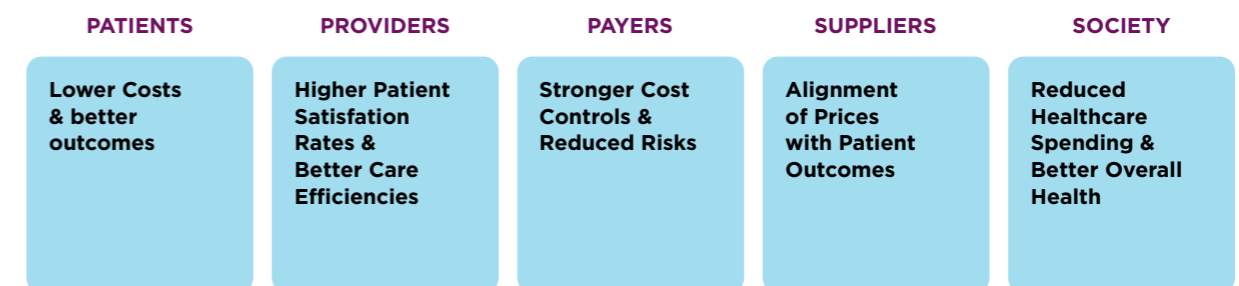 PATIENTS
Lower Costs
& better
outcomes
PROVIDERS
Higher Patient
Satisfation
Rates &
Better Care
Efficiencies
PAYERS
Stronger Cost
Controls &
Reduced Risks
SUPPLIERS
Alignment
of Prices
with Patient
Outcomes
SOCIETY
Reduced
Healthcare
Spending &
Better Overall
Health